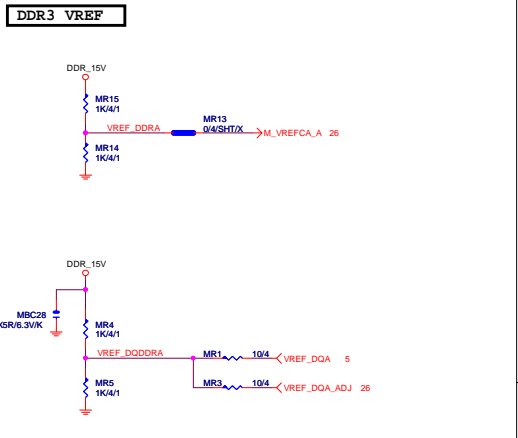 DDR3 VREF
DDR_15V
MR15
1K/4/1
VREF_DDRA
MR13
0/4/SHT/X
M_VREFCA_A 26
MR14
1K/4/1
DDR_15V
MBC28
X5R/6.3V/K
MR4
1K/4/1
VREF_DQDDRA
MR1 10/4 VREF_DQA 5
MR5
1K/4/1
MR3 10/4 VREF_DQA_ADJ 26